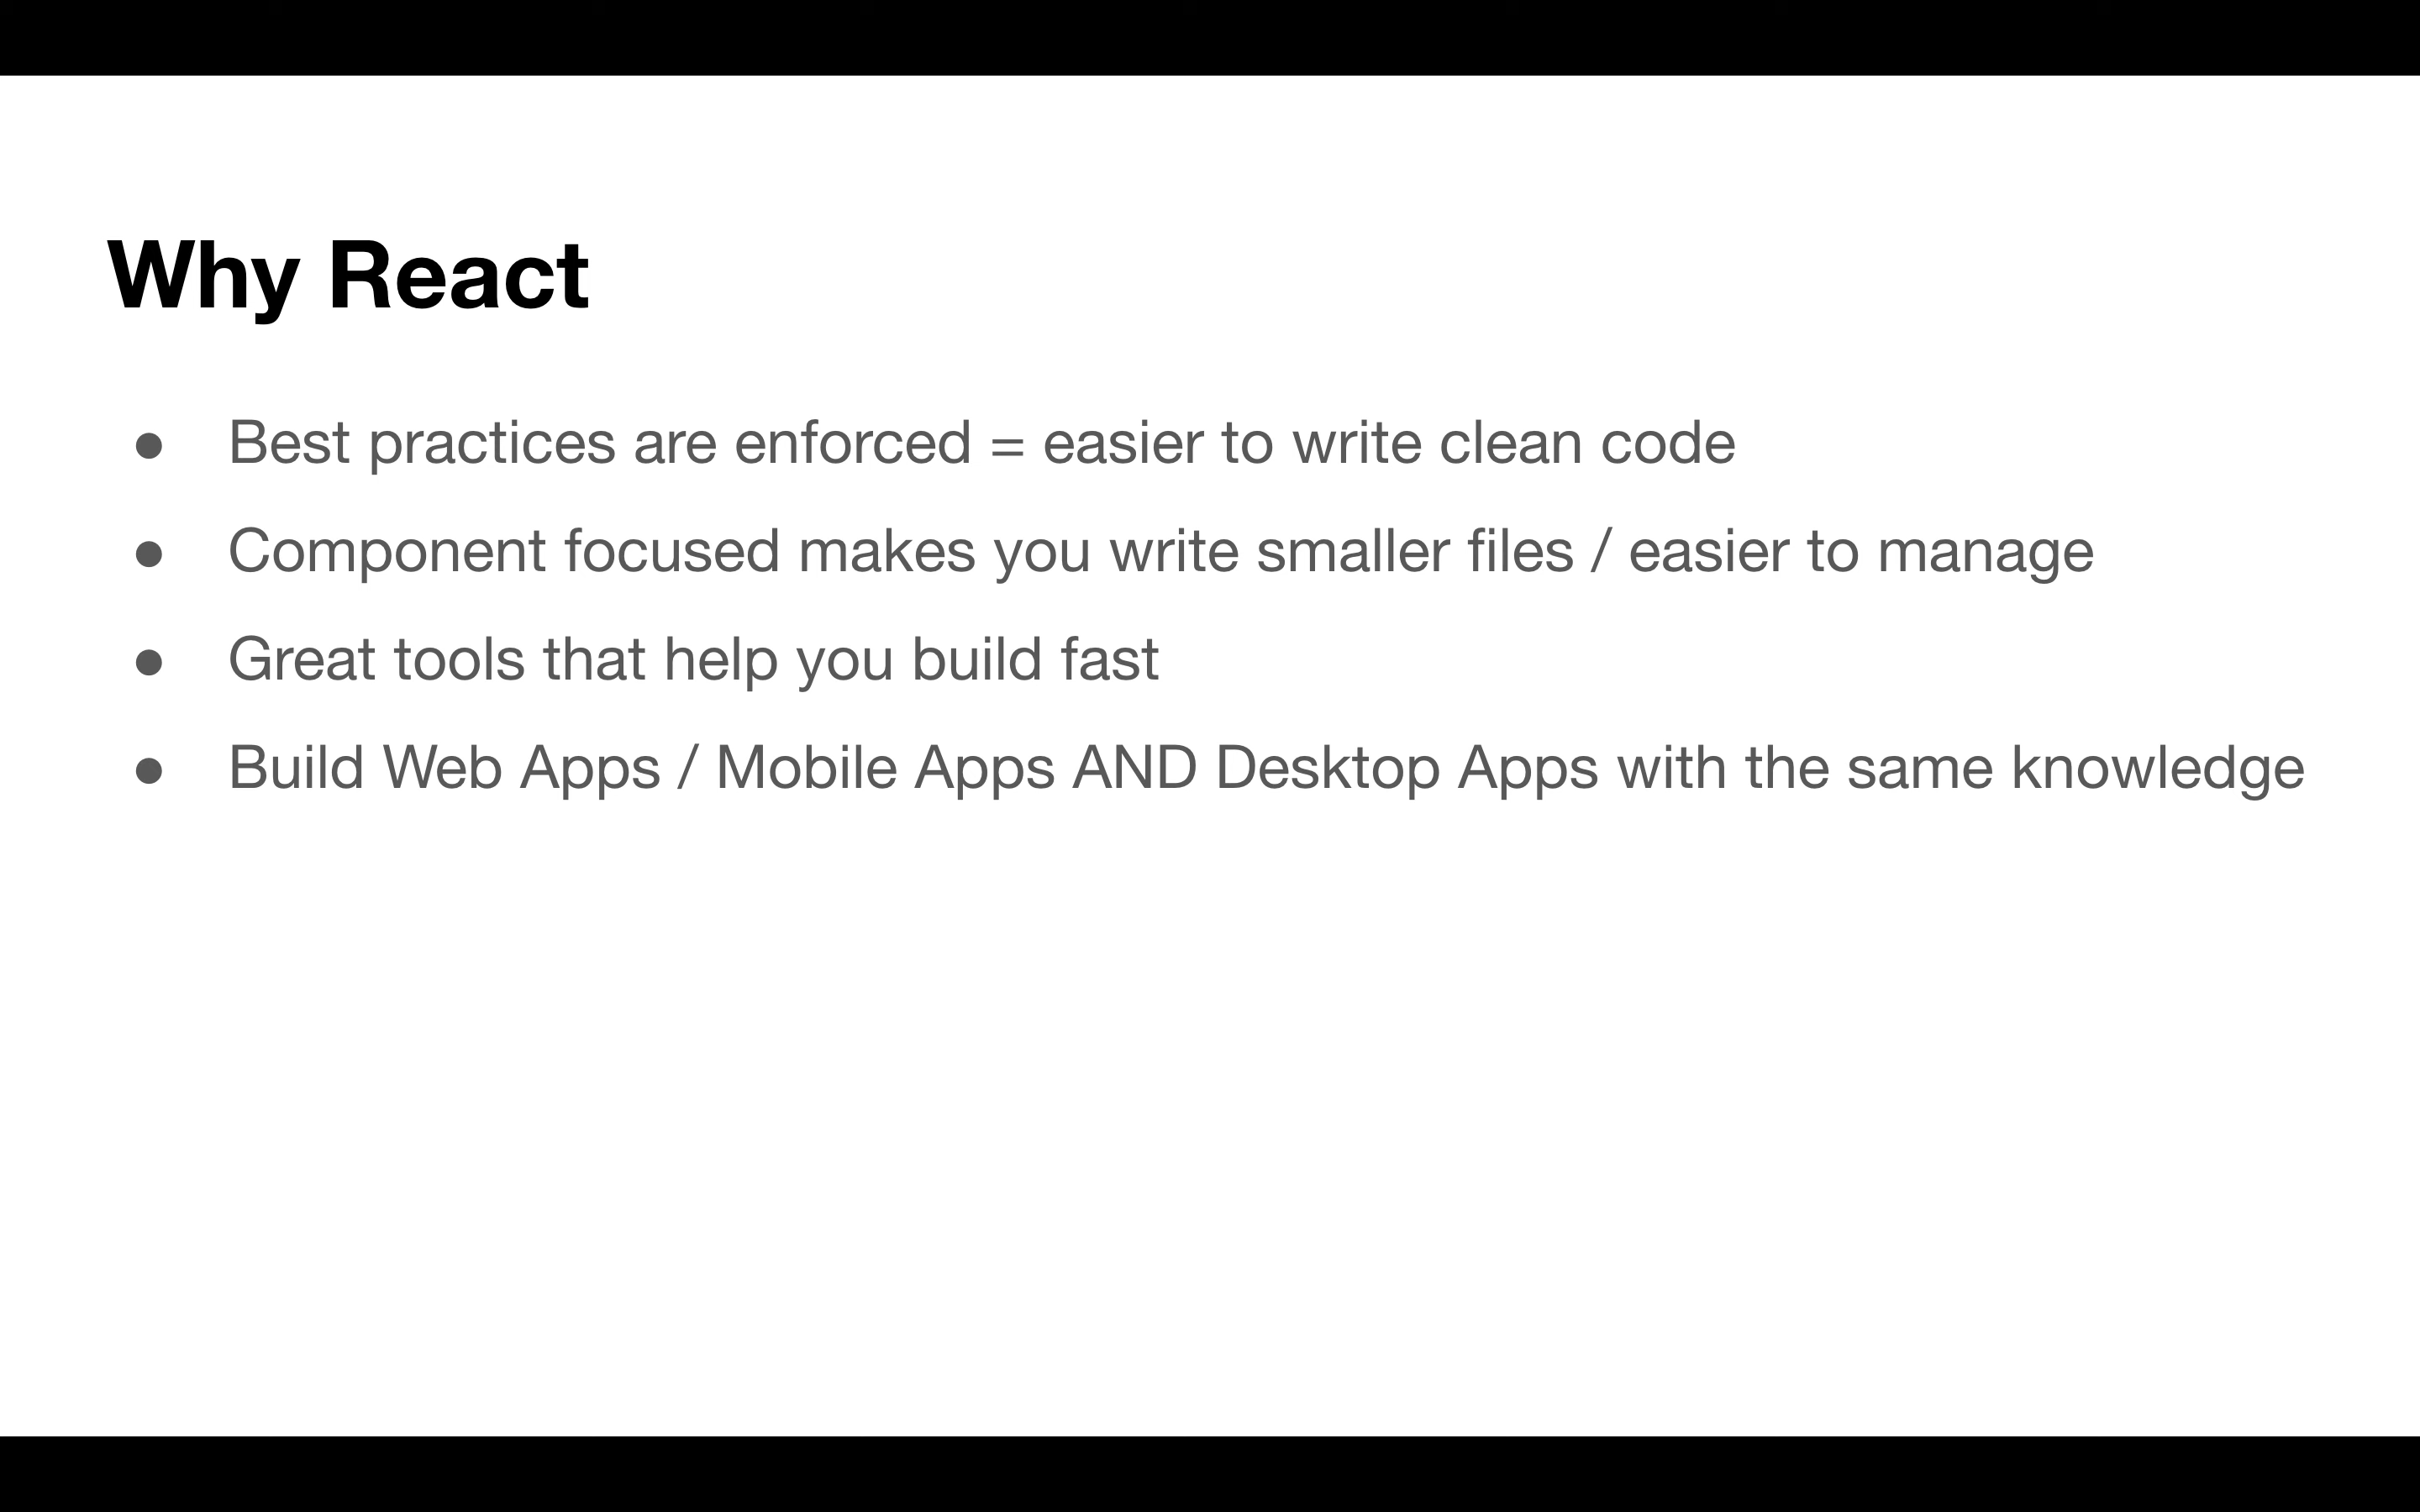 Why React
● Best practices are enforced = easier to write clean code
● Component focused makes you write smaller files / easier to manage
● Great tools that help you build fast
● Build Web Apps / Mobile Apps AND Desktop Apps with the same knowledge